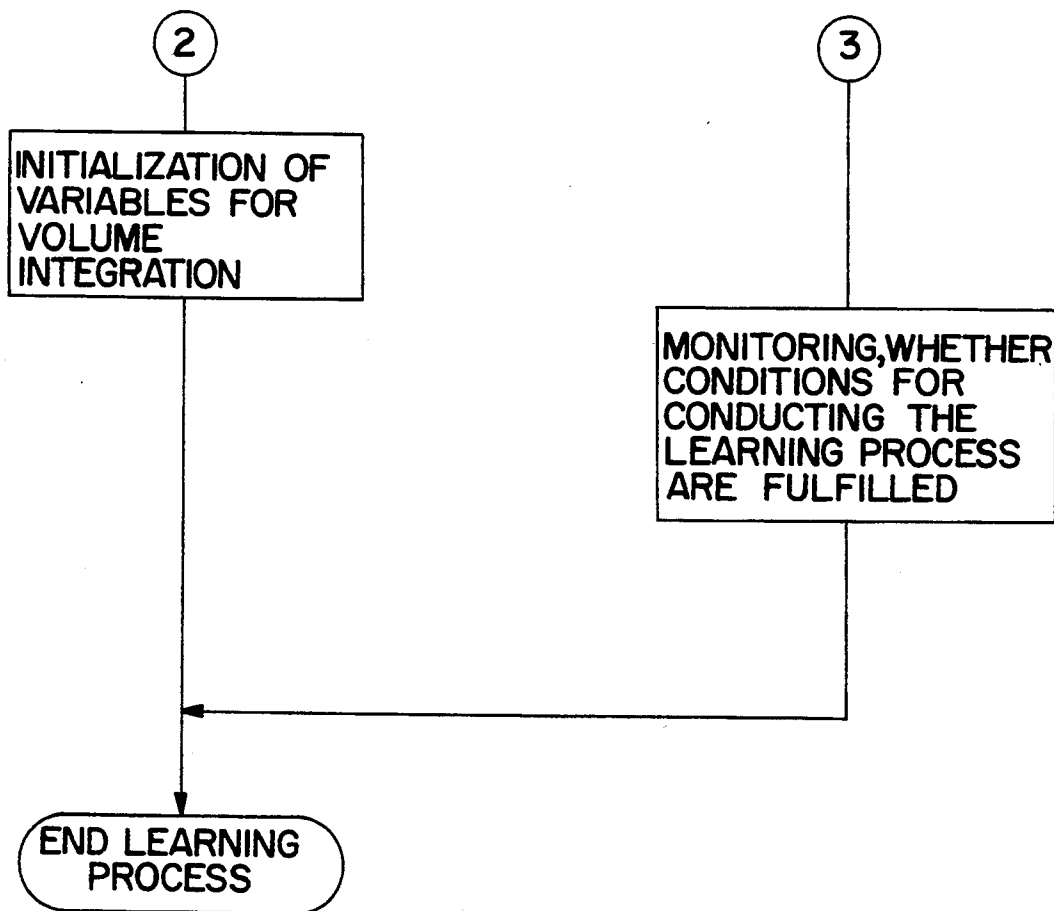 2
3
INITIALIZATION OF
VARIABLES FOR
VOLUME
INTEGRATION
MONITORING, WHETHER
CONDITIONS FOR
CONDUCTING THE
LEARNING PROCESS
ARE FULFILLED
END LEARNING
PROCESS